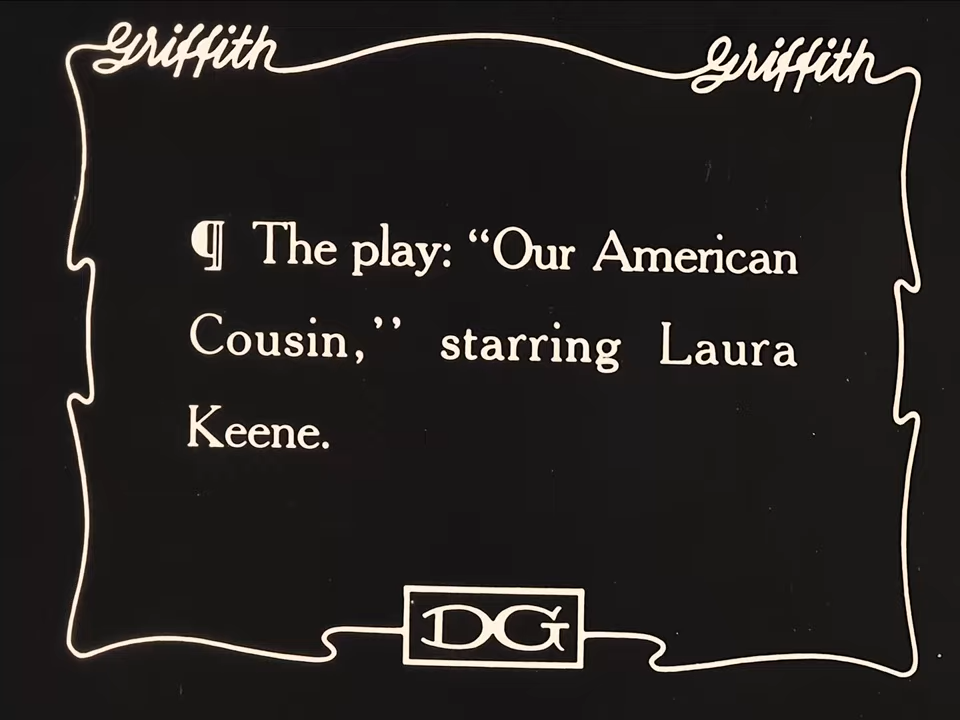 Griffith Griffith
¶ The play: “Our American
Cousin,’’ starring Laura
Keene.
DG